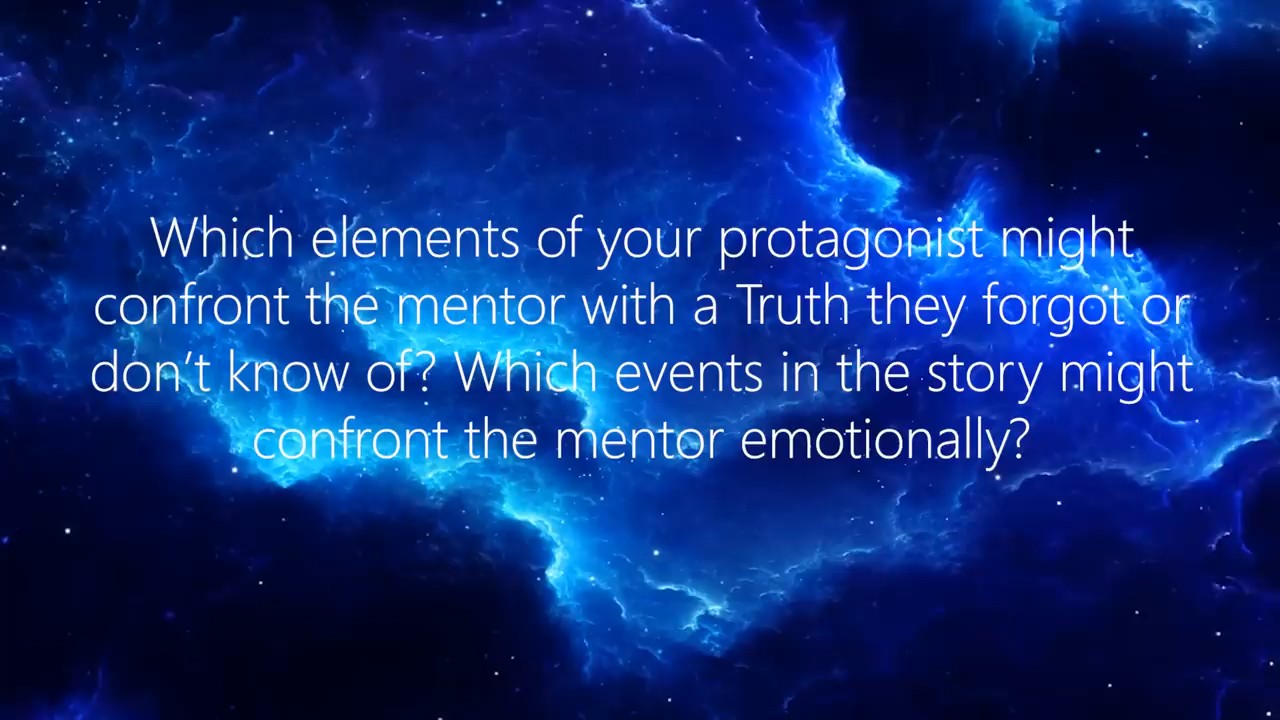 Which elements of your protagonist might
confront the mentor with a Truth they forgot or
don't know of? Which events in the story might
confront the mentor emotionally?